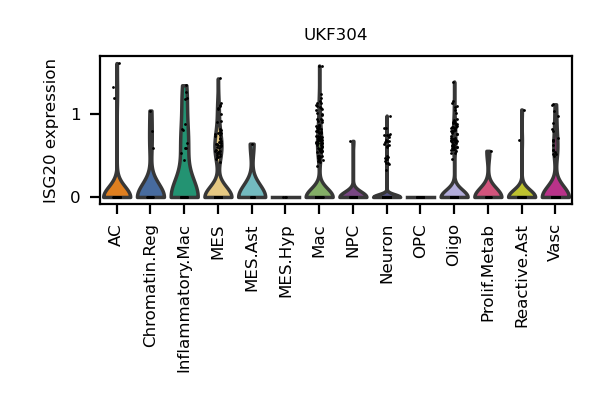 UKF304
ISG20 expression
1
0
AC
Chromatin.Reg
Inflammatory.Mac
MES
MES.Ast
MES.Hyp
Mac
NPC
Neuron
OPC
Oligo
Prolif.Metab
Reactive.Ast
Vasc